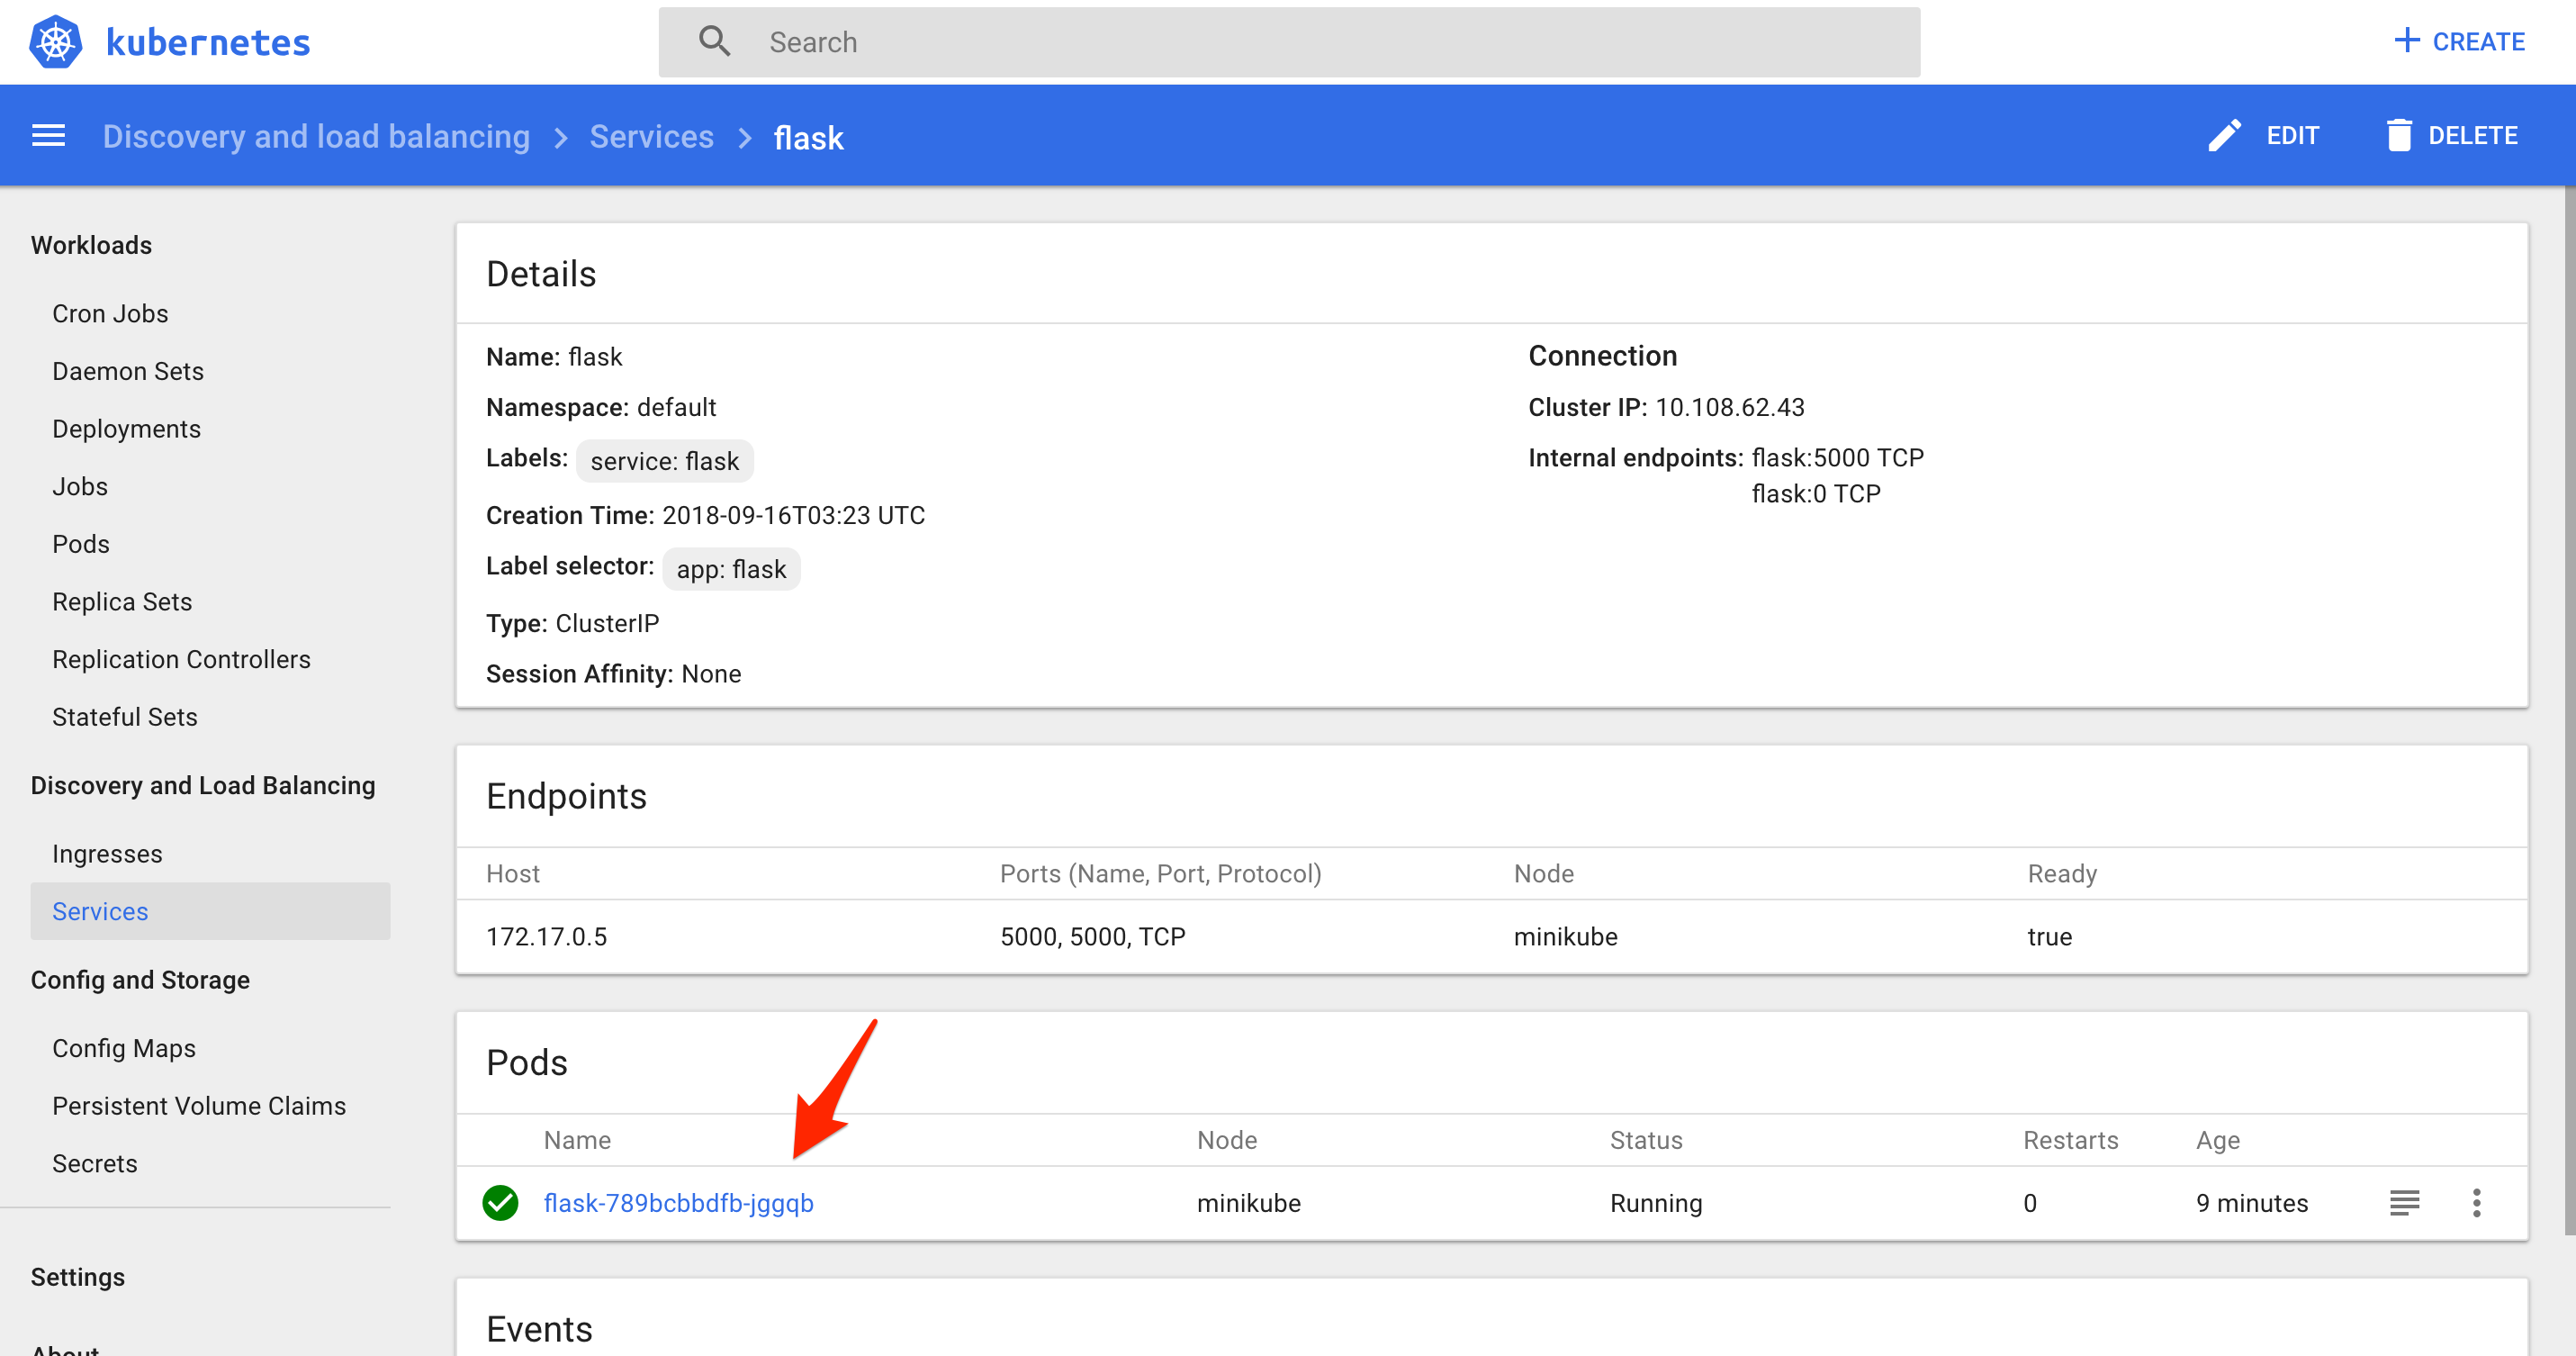 kubernetes
Search
CREATE
Discovery and load balancing > Services > flask
EDIT
DELETE
Workloads
Cron Jobs
Daemon Sets
Deployments
Jobs
Pods
Replica Sets
Replication Controllers
Stateful Sets
Discovery and Load Balancing
Ingresses
Services
Config and Storage
Config Maps
Persistent Volume Claims
Secrets
Settings
About
Details
Name: flask
Namespace: default
Labels: service: flask
Creation Time: 2018-09-16T03:23 UTC
Label selector: app: flask
Type: ClusterIP
Session Affinity: None
Connection
Cluster IP: 10.108.62.43
Internal endpoints: flask:5000 TCP
flask:0 TCP
Endpoints
Host Ports (Name, Port, Protocol) Node Ready
172.17.0.5 5000, 5000, TCP minikube true
Pods
Name Node Status Restarts Age
flask-789bcbbdfb-jggqb minikube Running 0 9 minutes
Events